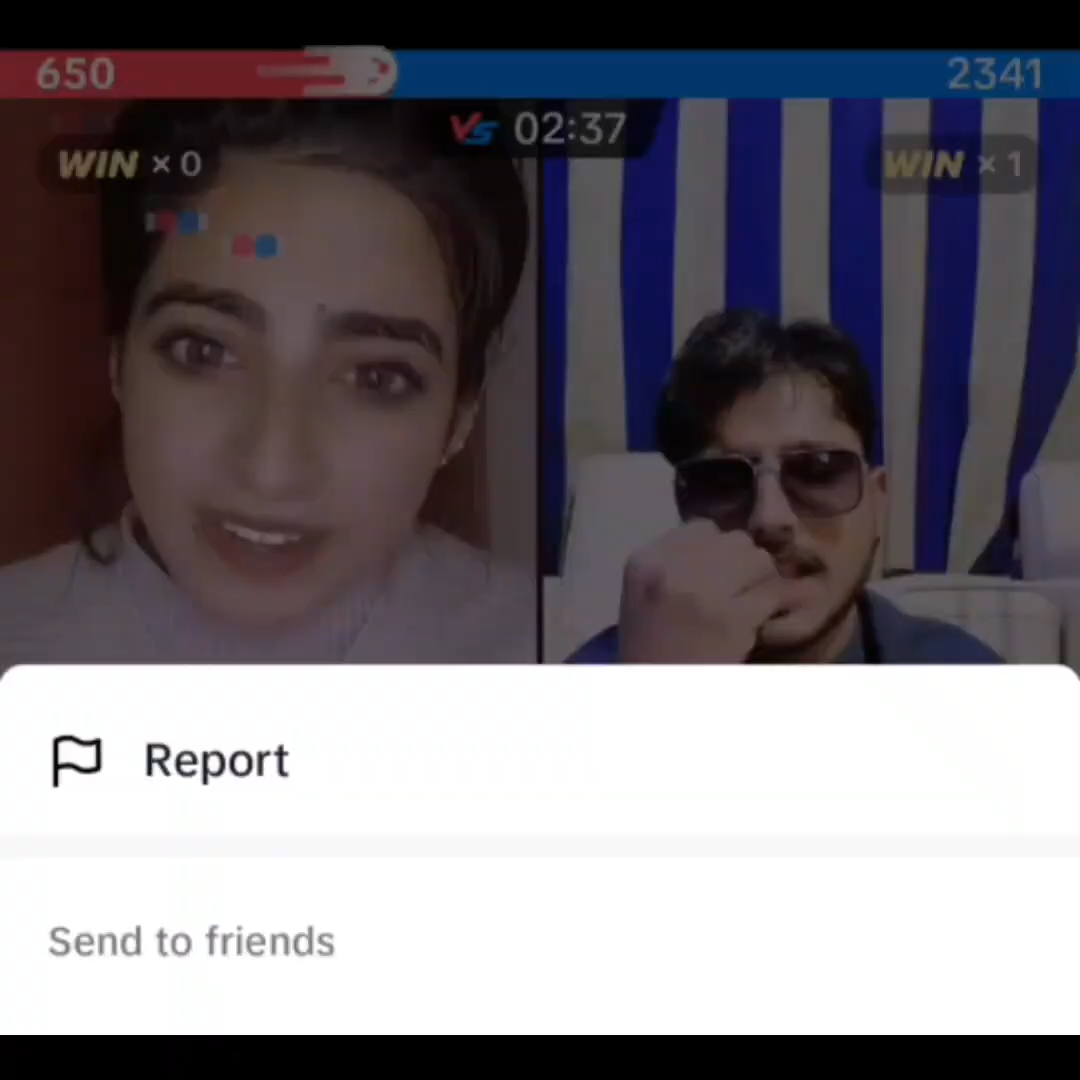 650 2341
VS 02:37
WIN × 0 WIN × 1
Report
Send to friends